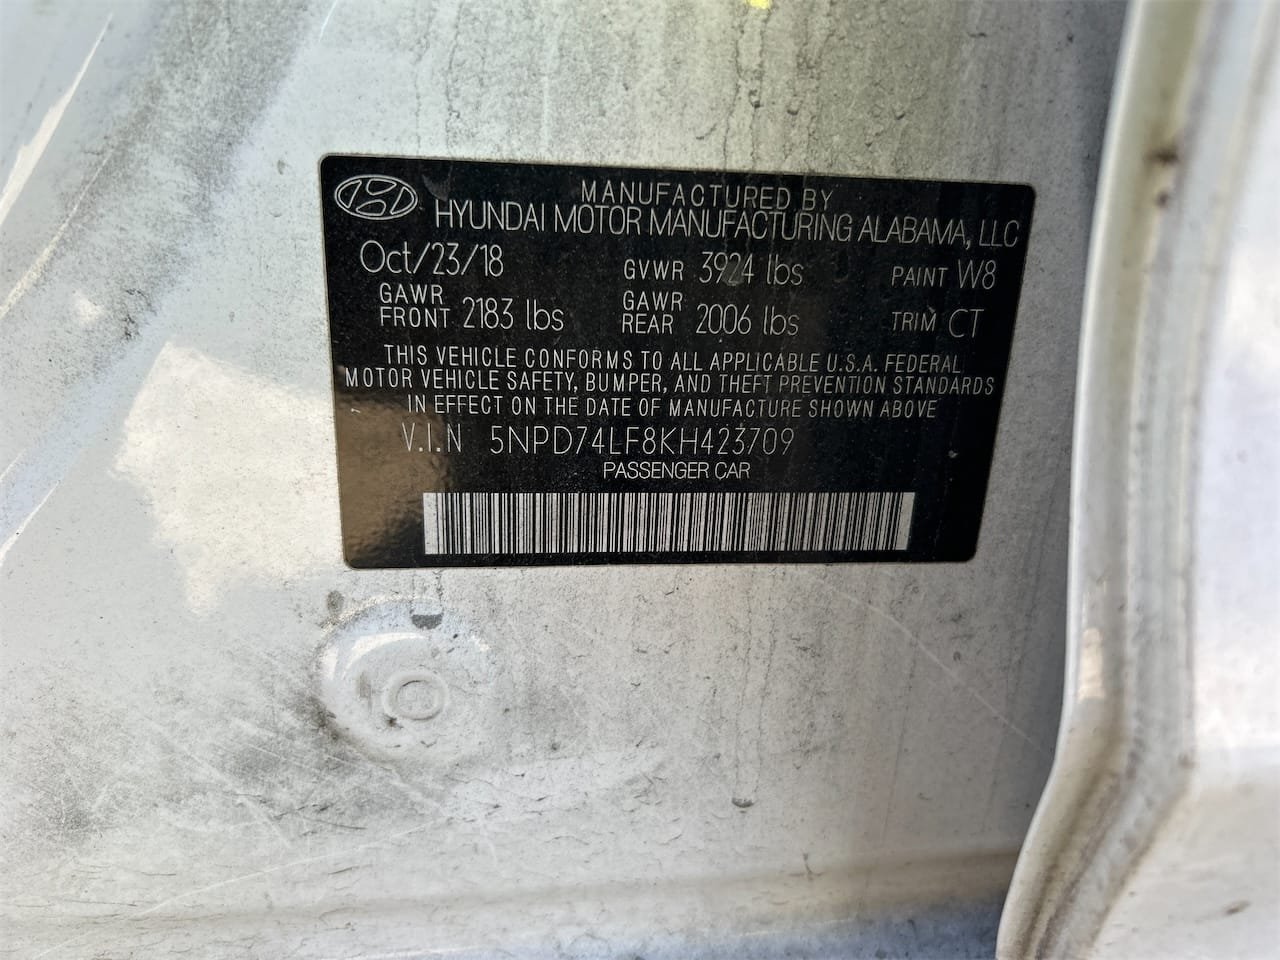 MANUFACTURED BY
HYUNDAI MOTOR MANUFACTURING ALABAMA, LLC
Oct/23/18 GVWR 3924 lbs PAINT W8
GAWR FRONT 2183 lbs GAWR REAR 2006 lbs TRIM CT
THIS VEHICLE CONFORMS TO ALL APPLICABLE U.S.A. FEDERAL
MOTOR VEHICLE SAFETY, BUMPER, AND THEFT PREVENTION STANDARDS
IN EFFECT ON THE DATE OF MANUFACTURE SHOWN ABOVE
V.I.N 5NPD74LF8KH423709
PASSENGER CAR